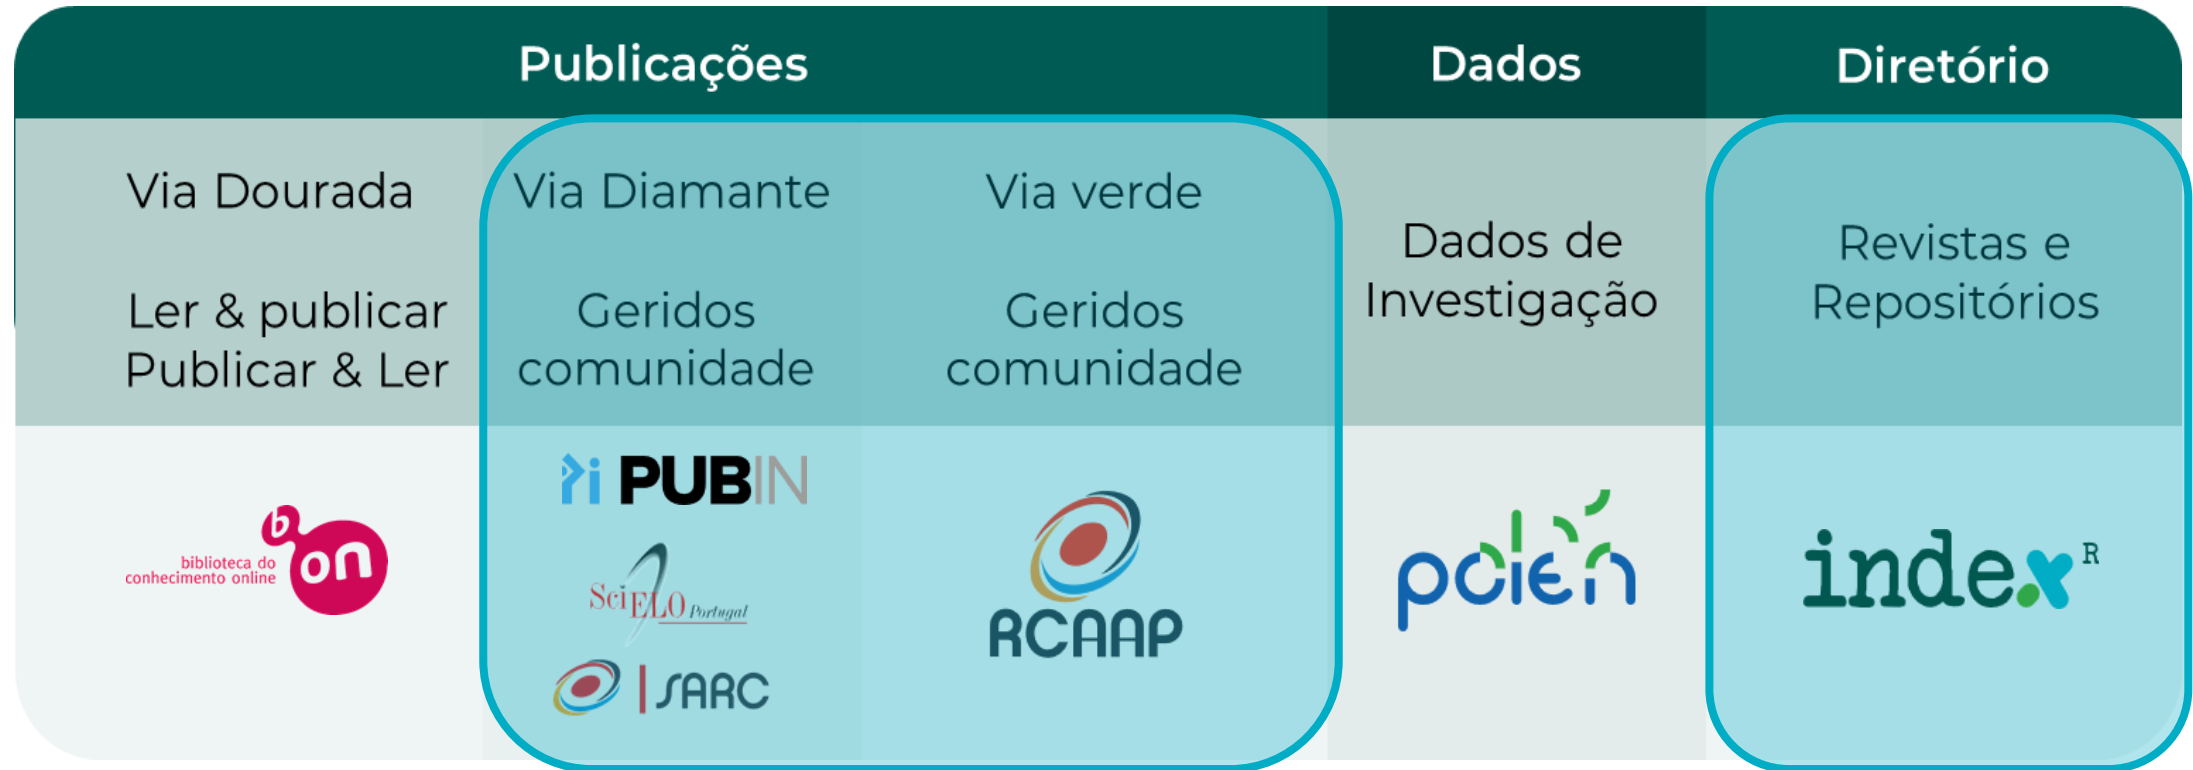 Publicações
Dados
Diretório
Via Dourada
Ler & publicar
Publicar & Ler
Via Diamante
Geridos
comunidade
Via verde
Geridos
comunidade
Dados de
Investigação
Revistas e
Repositórios
b
on
biblioteca do
conhecimento online
PUBIN
SciELO Portugal
SARC
RCAAP
polen
index R